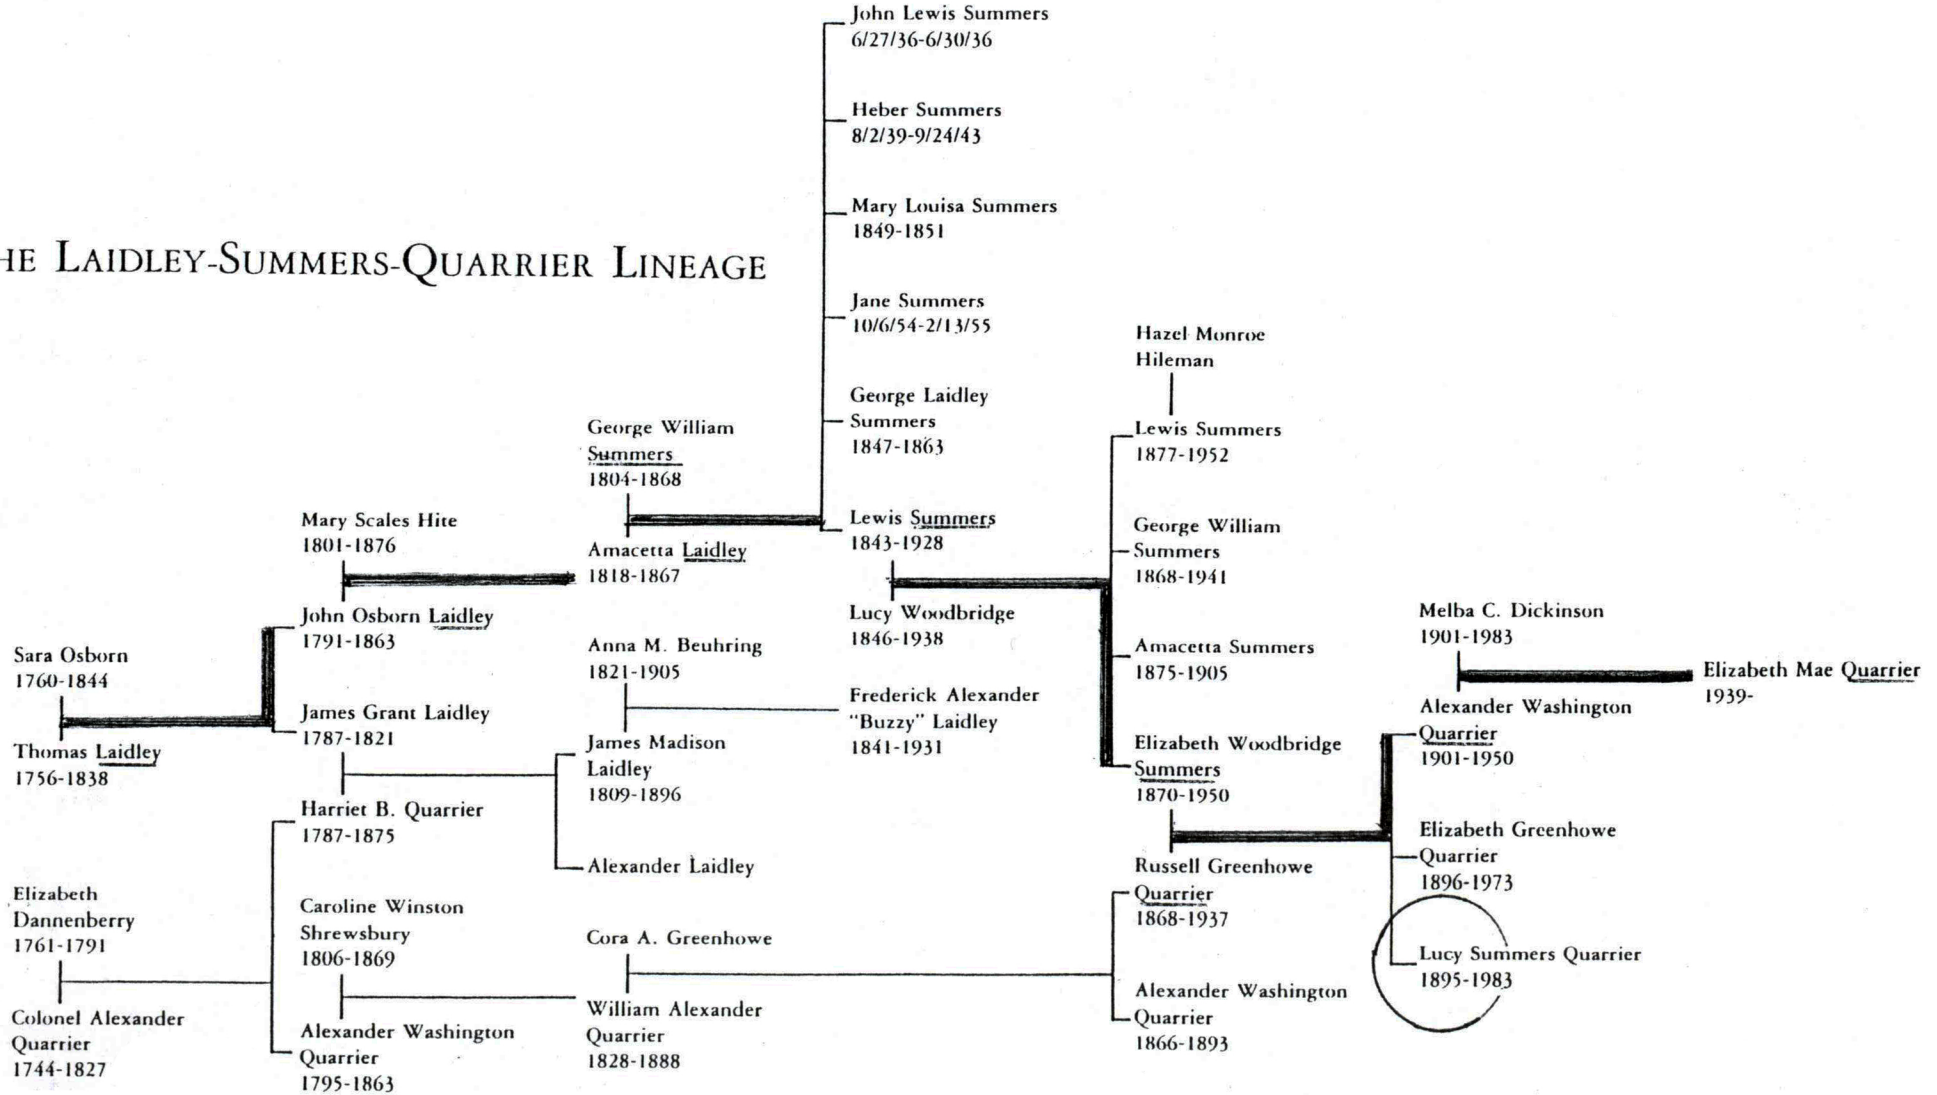 HE LAIDLEY-SUMMERS-QUARRIER LINEAGE
Sara Osborn
1760-1844
Thomas Laidley
1756-1838
Elizabeth
Dannenberry
1761-1791
Colonel Alexander
Quarrier
1744-1827
Mary Scales Hite
1801-1876
John Osborn Laidley
1791-1863
James Grant Laidley
1787-1821
Harriet B. Quarrier
1787-1875
Caroline Winston
Shrewsbury
1806-1869
Alexander Washington
Quarrier
1795-1863
George William
Summers
1804-1868
Amacetta Laidley
1818-1867
Anna M. Beuhring
1821-1905
James Madison
Laidley
1809-1896
Alexander Laidley
Cora A. Greenhowe
William Alexander
Quarrier
1828-1888
John Lewis Summers
6/27/36-6/30/36
Heber Summers
8/2/39-9/24/43
Mary Louisa Summers
1849-1851
Jane Summers
10/6/54-2/13/55
George Laidley
Summers
1847-1863
Lewis Summers
1843-1928
Lucy Woodbridge
1846-1938
Frederick Alexander
"Buzzy" Laidley
1841-1931
Hazel Monroe
Hileman
Lewis Summers
1877-1952
George William
Summers
1868-1941
Amacetta Summers
1875-1905
Elizabeth Woodbridge
Summers
1870-1950
Russell Greenhowe
Quarrier
1868-1937
Alexander Washington
Quarrier
1866-1893
Melba C. Dickinson
1901-1983
Alexander Washington
Quarrier
1901-1950
Elizabeth Greenhowe
Quarrier
1896-1973
Lucy Summers Quarrier
1895-1983
Elizabeth Mae Quarrier
1939-